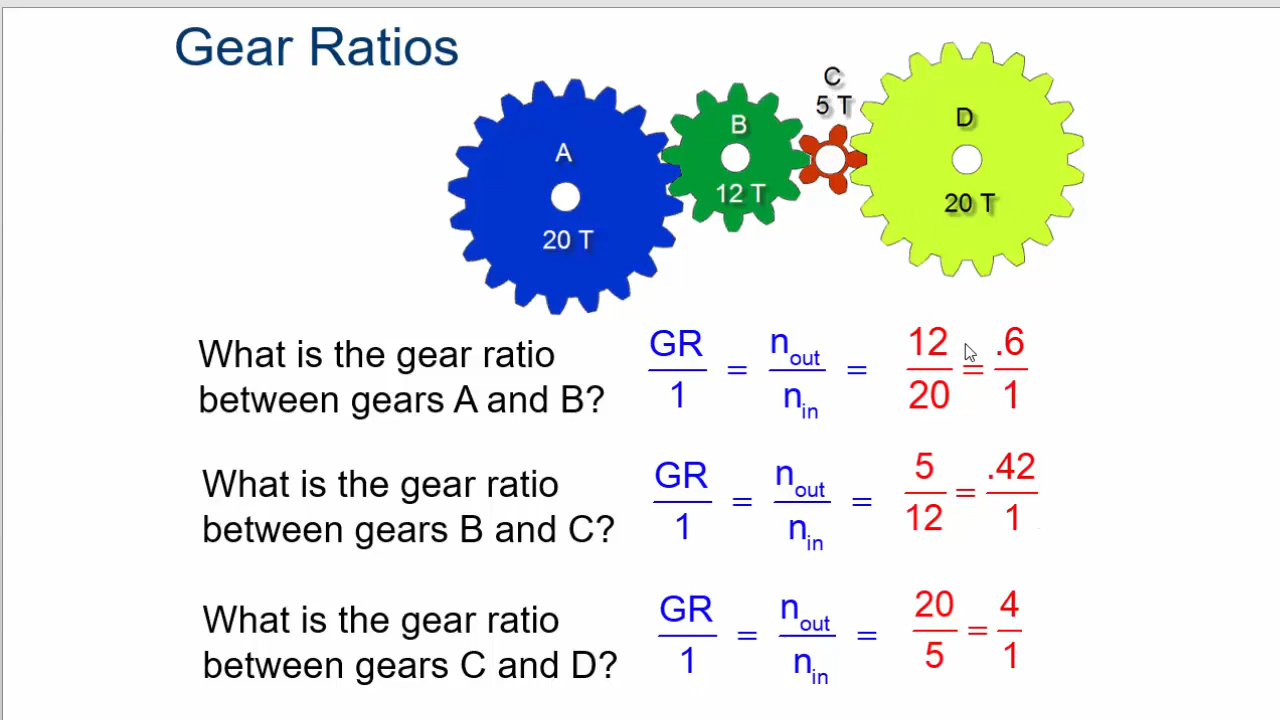 Gear Ratios
A
20 T
B
12 T
C
5 T
D
20 T
What is the gear ratio
between gears A and B?
GR/1 = n_out/n_in = 12/20 = .6/1
What is the gear ratio
between gears B and C?
GR/1 = n_out/n_in = 5/12 = .42/1
What is the gear ratio
between gears C and D?
GR/1 = n_out/n_in = 20/5 = 4/1